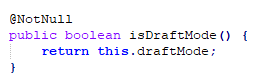 @NotNull
public boolean isDraftMode() {
    return this.draftMode;
}